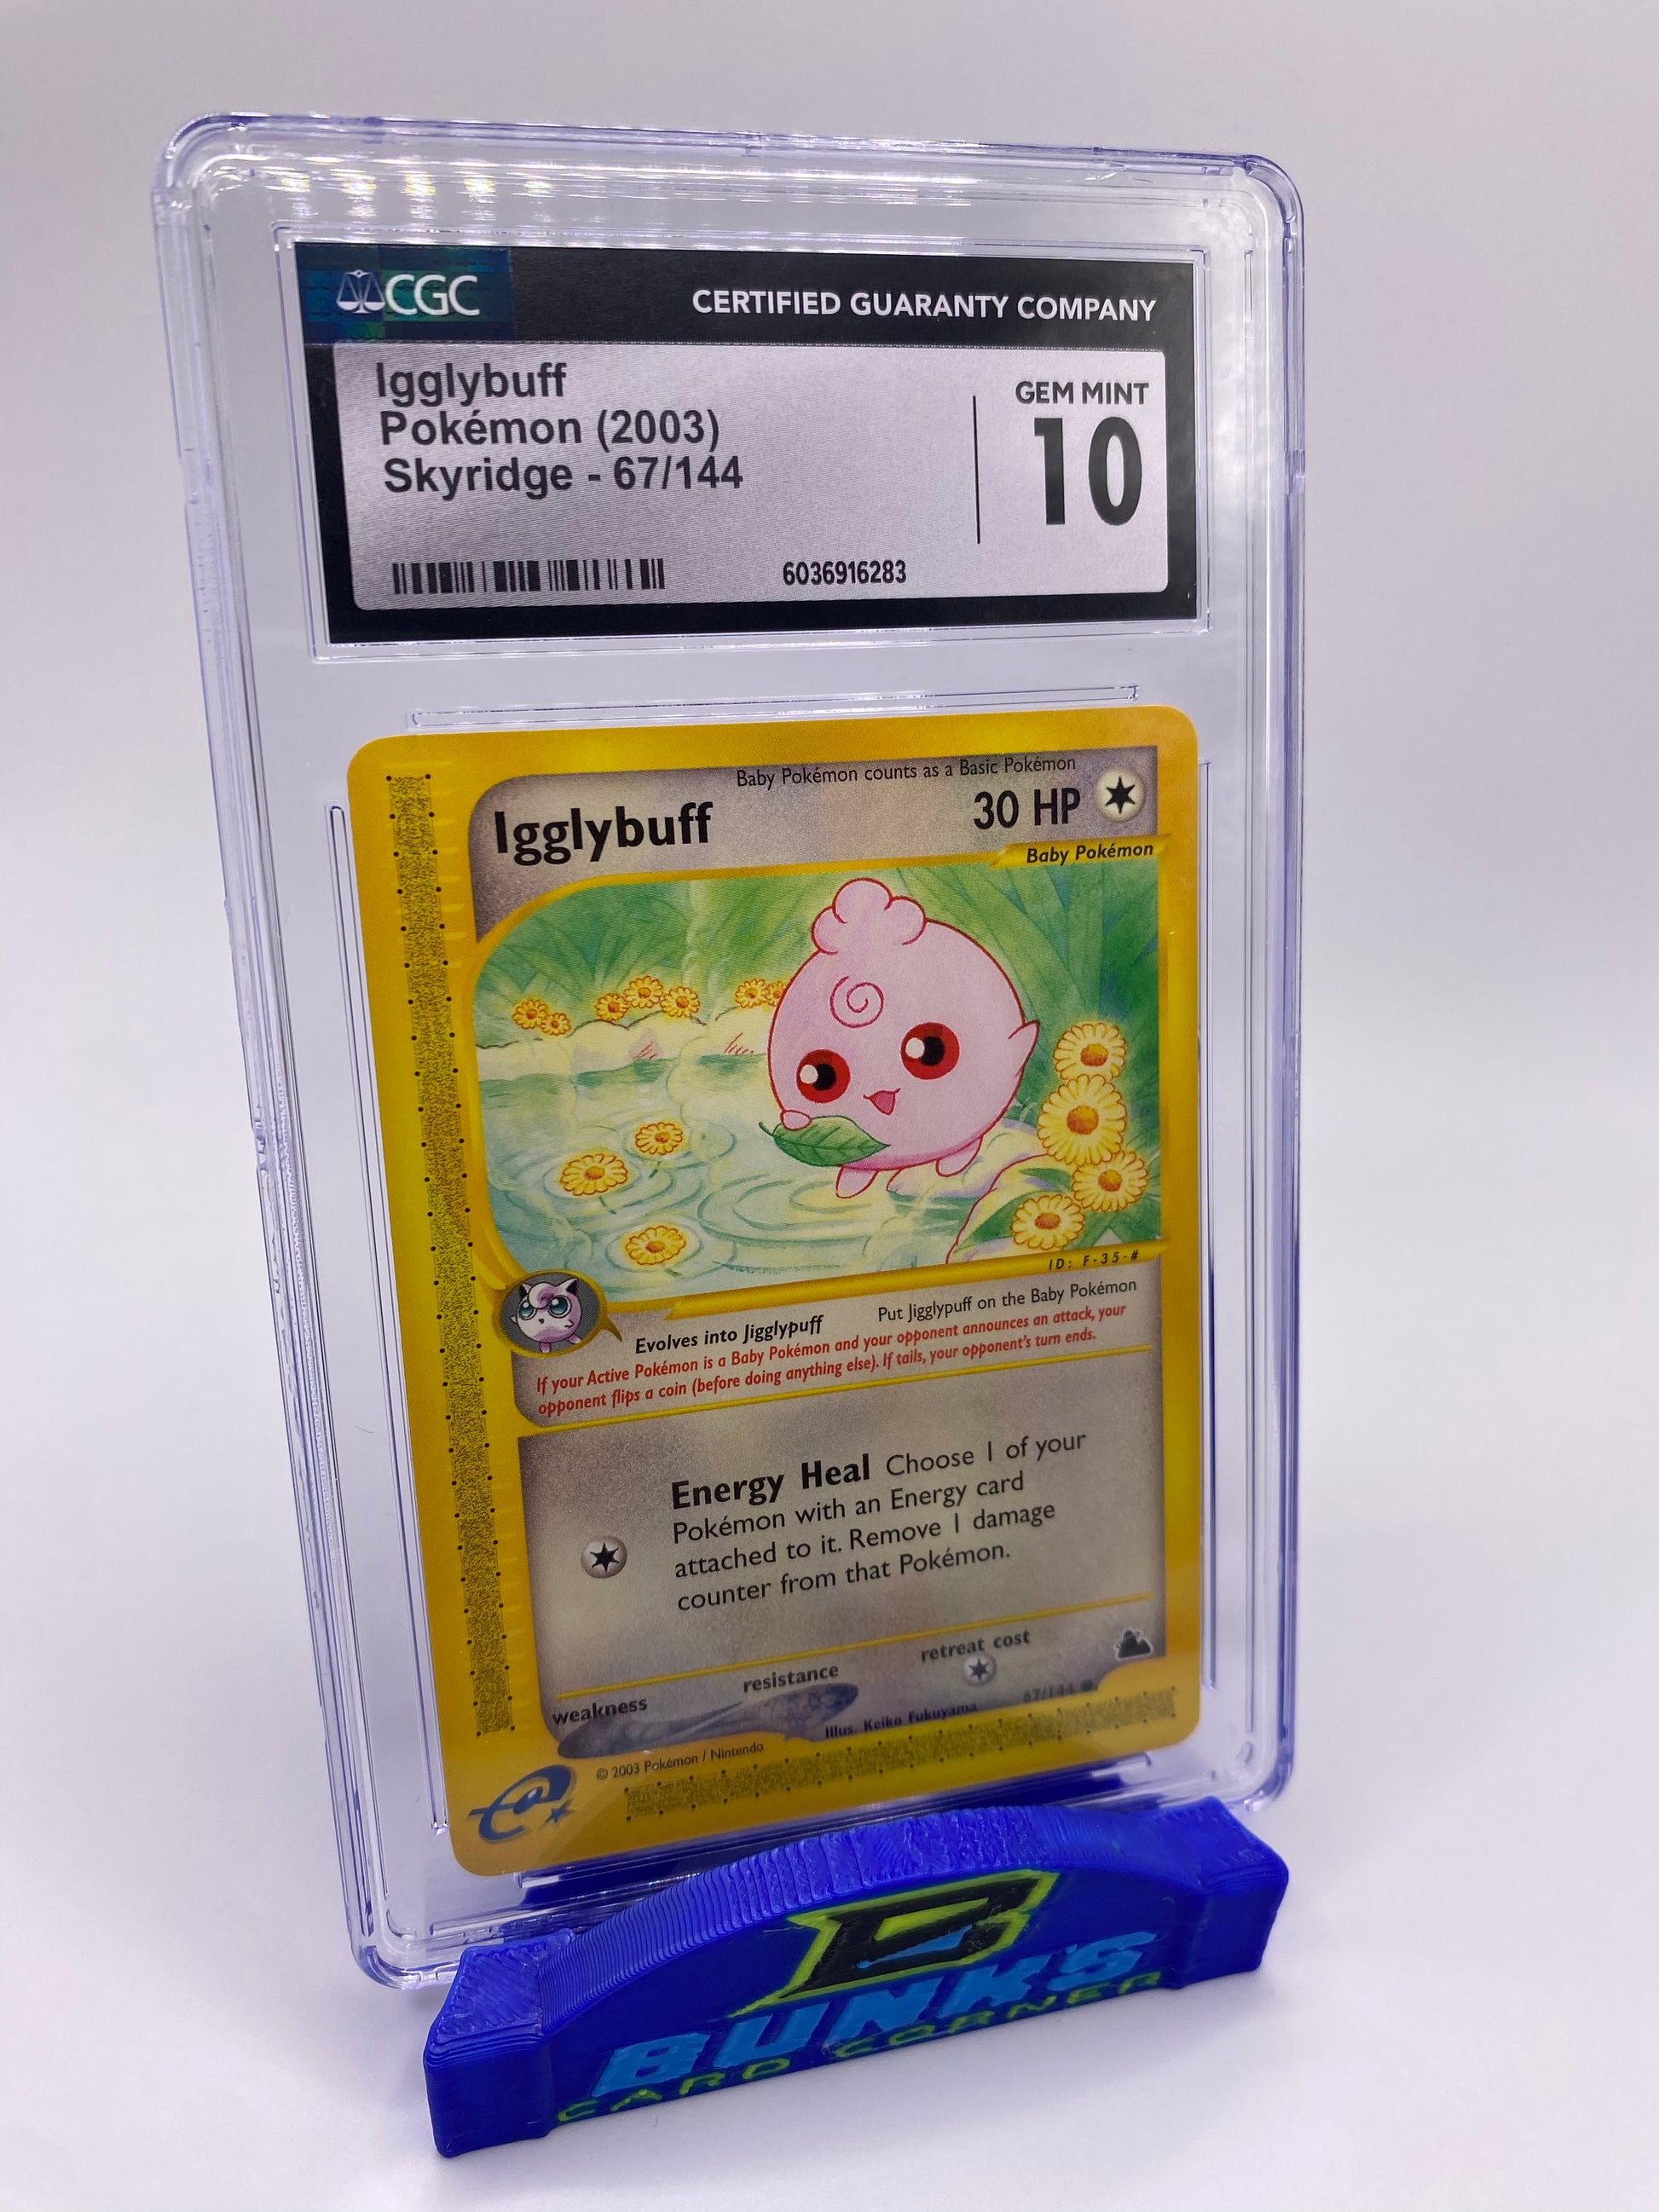 CGC
CERTIFIED GUARANTY COMPANY
Igglybuff
Pokémon (2003)
Skyridge - 67/144
GEM MINT
10
6036916283
Baby Pokémon counts as a Basic Pokémon
Igglybuff
30 HP
Baby Pokémon
ID: F-35-#
Evolves into Jigglypuff
Put Jigglypuff on the Baby Pokémon
If your Active Pokémon is a Baby Pokémon and your opponent announces an attack, your
opponent flips a coin (before doing anything else). If tails, your opponent's turn ends.
Energy Heal Choose 1 of your
Pokémon with an Energy card
attached to it. Remove 1 damage
counter from that Pokémon.
weakness
resistance
retreat cost
Illus. Keiko Fukuyama
67/144
© 2003 Pokémon / Nintendo
e
B
BUNK'S
CARD CORNER